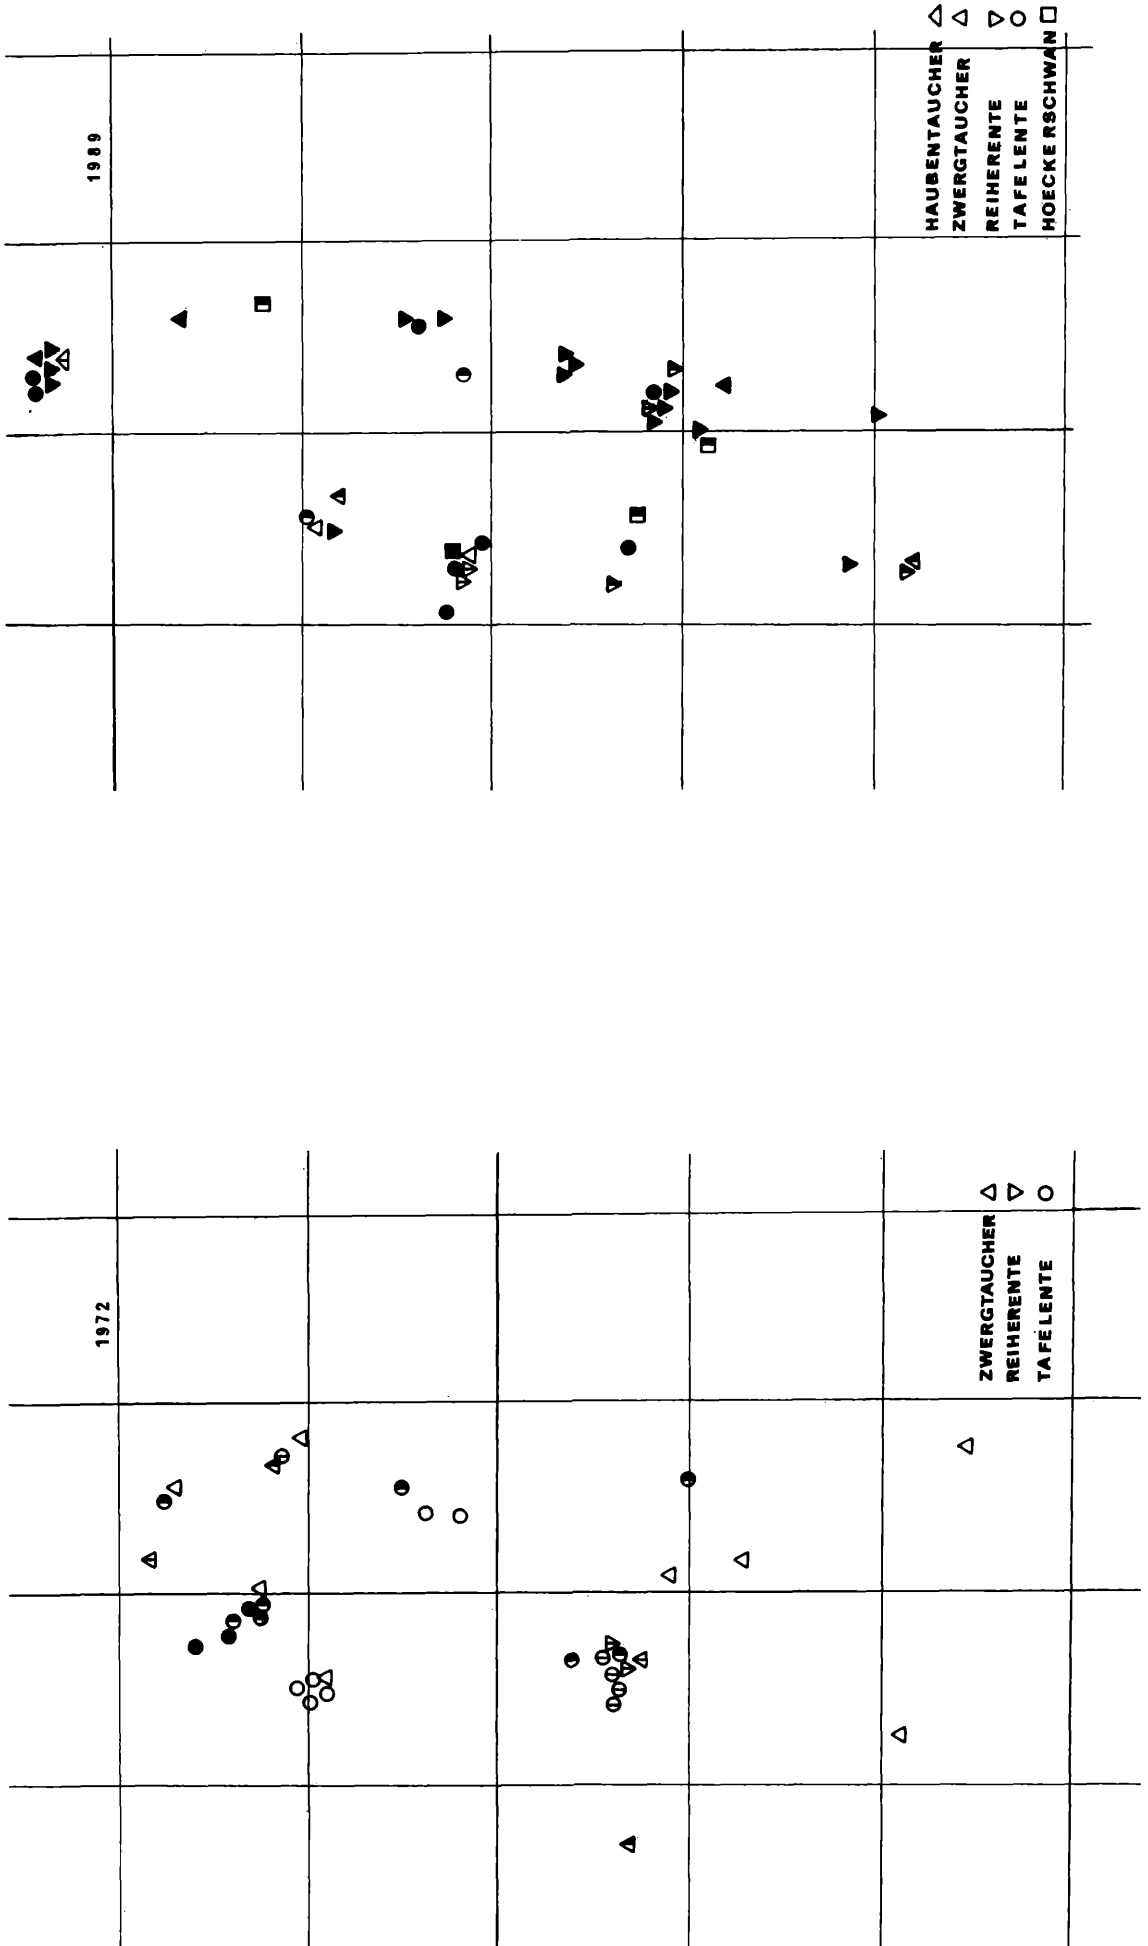 1989
HAUBENTAUCHER
ZWERGTAUCHER
REIHERENTE
TAFELENTE
HOECKERSCHWAN
1972
ZWERGTAUCHER
REIHERENTE
TAFELENTE